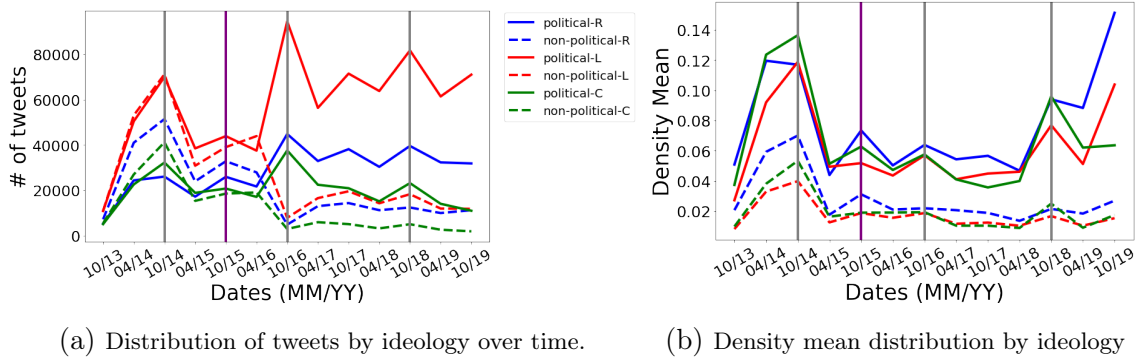 # of tweets
80000
60000
40000
20000
0
10/13 04/14 10/14 04/15 10/15 04/16 10/16 04/17 10/17 04/18 10/18 04/19 10/19
Dates (MM/YY)
political-R
non-political-R
political-L
non-political-L
political-C
non-political-C
(a) Distribution of tweets by ideology over time.
Density Mean
0.14
0.12
0.10
0.08
0.06
0.04
0.02
10/13 04/14 10/14 04/15 10/15 04/16 10/16 04/17 10/17 04/18 10/18 04/19 10/19
Dates (MM/YY)
(b) Density mean distribution by ideology